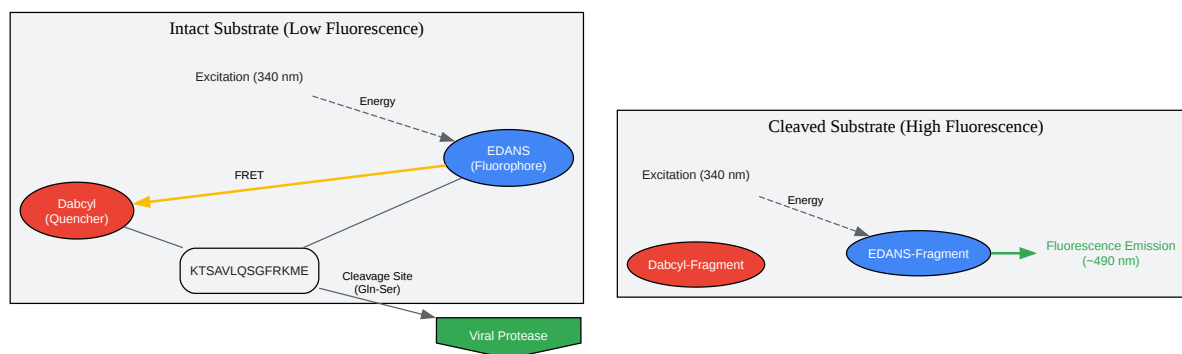 Intact Substrate (Low Fluorescence)
Excitation (340 nm)
Energy
EDANS
(Fluorophore)
FRET
Dabcyl
(Quencher)
KTSAVLQSGFRKME
Cleavage Site
(Gln-Ser)
Viral Protease
Cleaved Substrate (High Fluorescence)
Excitation (340 nm)
Energy
Dabcyl-Fragment
EDANS-Fragment
Fluorescence Emission
(~490 nm)